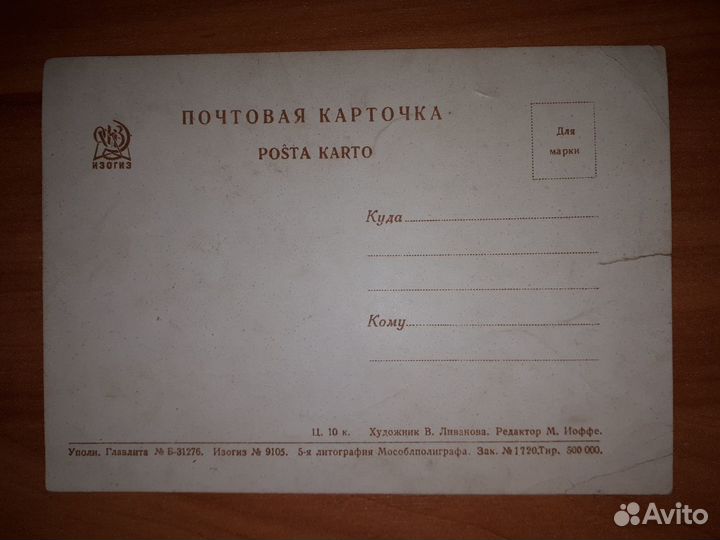 ПОЧТОВАЯ КАРТОЧКА
POŜTA KARTO
ИЗОГИЗ
Для
марки
Куда
Кому
Ц. 10 к. Художник В. Ливанова. Редактор М. Иоффе.
Уполн. Главлита № Б-31276. Изогиз № 9105. 5-я литография Мособлполиграфа. Зак. № 1720. Тир. 500 000.
Avito